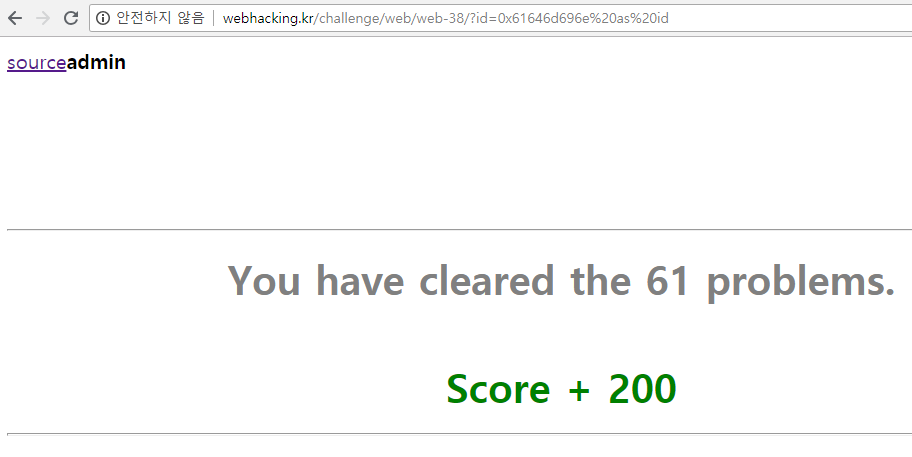 안전하지 않음 webhacking.kr/challenge/web/web-38/?id=0x61646d696e%20as%20id
sourceadmin
You have cleared the 61 problems.
Score + 200